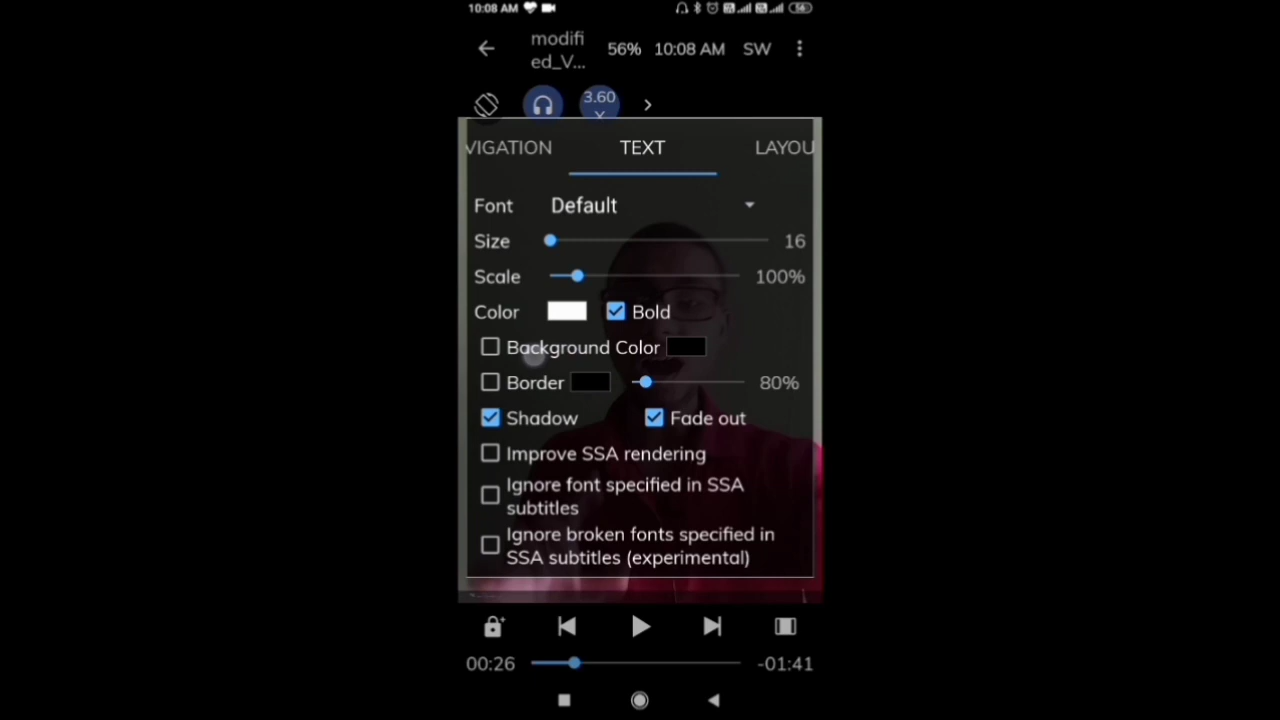 10:08 AM 56
modifi
ed_V... 56% 10:08 AM SW
3.60
X
VIGATION TEXT LAYOU
Font Default
Size 16
Scale 100%
Color Bold
Background Color
Border 80%
Shadow Fade out
Improve SSA rendering
Ignore font specified in SSA
subtitles
Ignore broken fonts specified in
SSA subtitles (experimental)
00:26 -01:41